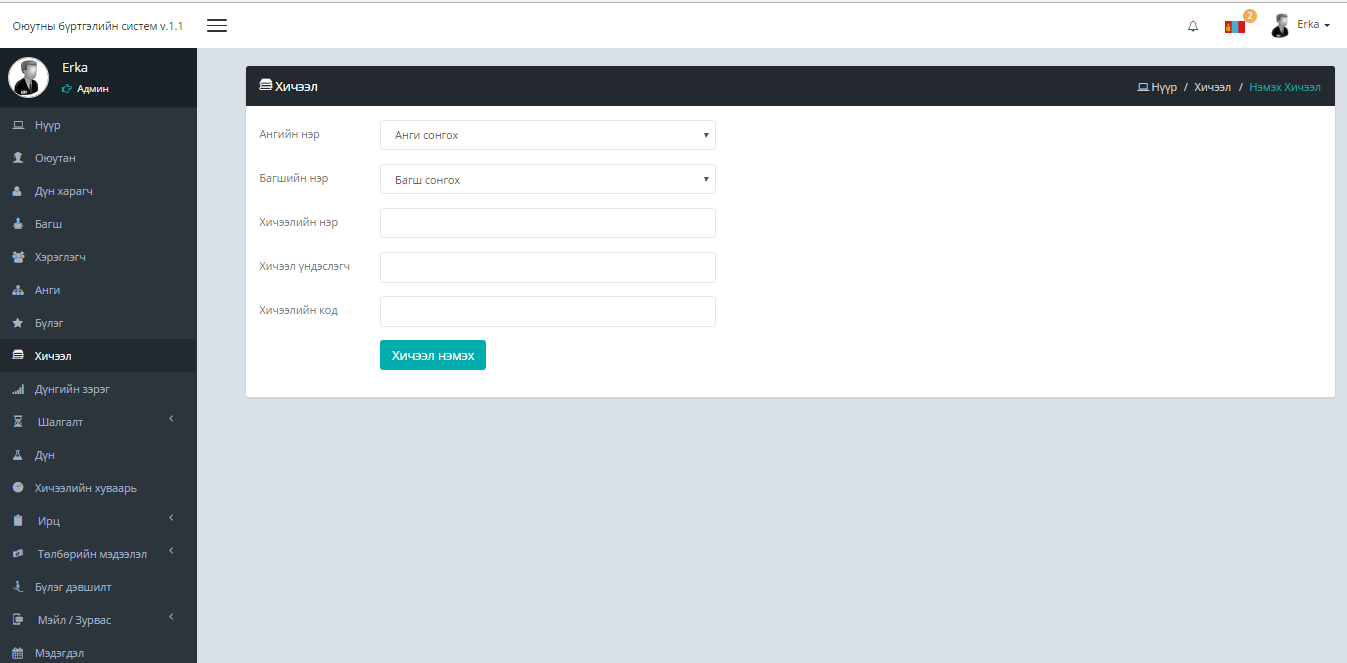 Оюутны бүртгэлийн систем v.1.1
2
Erka
Erka
Админ
Нүүр
Оюутан
Дүн харагч
Багш
Хэрэглэгч
Анги
Бүлэг
Хичээл
Дүнгийн зэрэг
Шалгалт
Дүн
Хичээлийн хуваарь
Ирц
Төлбөрийн мэдээлэл
Бүлэг дэвшилт
Мэйл / Зурвас
Мэдэгдэл
Хичээл
Нүүр / Хичээл / Нэмэх Хичээл
Ангийн нэр
Анги сонгох
Багшийн нэр
Багш сонгох
Хичээлийн нэр
Хичээл үндэслэгч
Хичээлийн код
Хичээл нэмэх